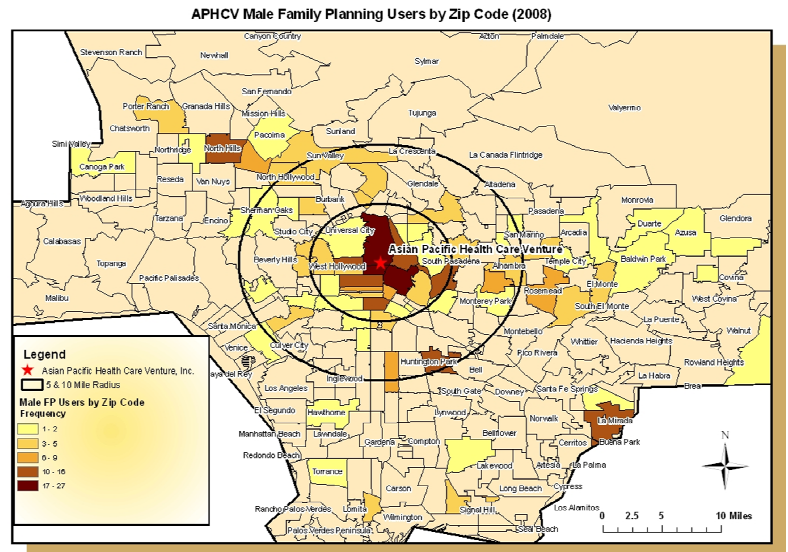 APHCV Male Family Planning Users by Zip Code (2008)
Canyon Country
Acton
Palmdale
Stevenson Ranch
Newhall
Sylmar
San Fernando
Valyermo
Porter Ranch
Granada Hills
Mission Hills
Tujunga
Chatsworth
Pacoima
Sunland
Simi Valley
Northridge
North Hills
Sun Valley
La Crescenta
La Canada Flintridge
Canoga Park
Reseda
Van Nuys
North Hollywood
Glendale
Altadena
Agoura Hills
Woodland Hills
Burbank
Monrovia
Tarzana
Encino
Sherman Oaks
Pasadena
Duarte
Glendora
Studio City
Universal City
San Marino
Arcadia
Azusa
Calabasas
Asian Pacific Health Care Venture
Topanga
Beverly Hills
West Hollywood
South Pasadena
Alhambra
Temple City
Baldwin Park
Pacific Palisades
Covina
Malibu
Monterey Park
Rosemead
El Monte
West Covina
South El Monte
Santa Monica
Montebello
La Puente
Walnut
Venice
Culver City
Whittier
Hacienda Heights
Pico Rivera
Rowland Heights
Huntington Park
Bell
Inglewood
La Habra
Brea
Los Angeles
South Gate
Downey
Santa Fe Springs
El Segundo
Hawthorne
Lynwood
Norwalk
La Mirada
Manhattan Beach
Lawndale
Gardena
Compton
Bellflower
Cerritos
Buena Park
Redondo Beach
Torrance
Lakewood
Artesia
La Palma
Carson
Long Beach
Cypress
Rancho Palos Verdes
Lomita
Signal Hill
Los Alamitos
Wilmington
Palos Verdes Peninsula
Seal Beach
Legend
Asian Pacific Health Care Venture, Inc.
5 & 10 Mile Radius
Male FP Users by Zip Code
Frequency
1 - 2
3 - 5
6 - 9
10 - 16
17 - 27
N
0 2.5 5 10 Miles